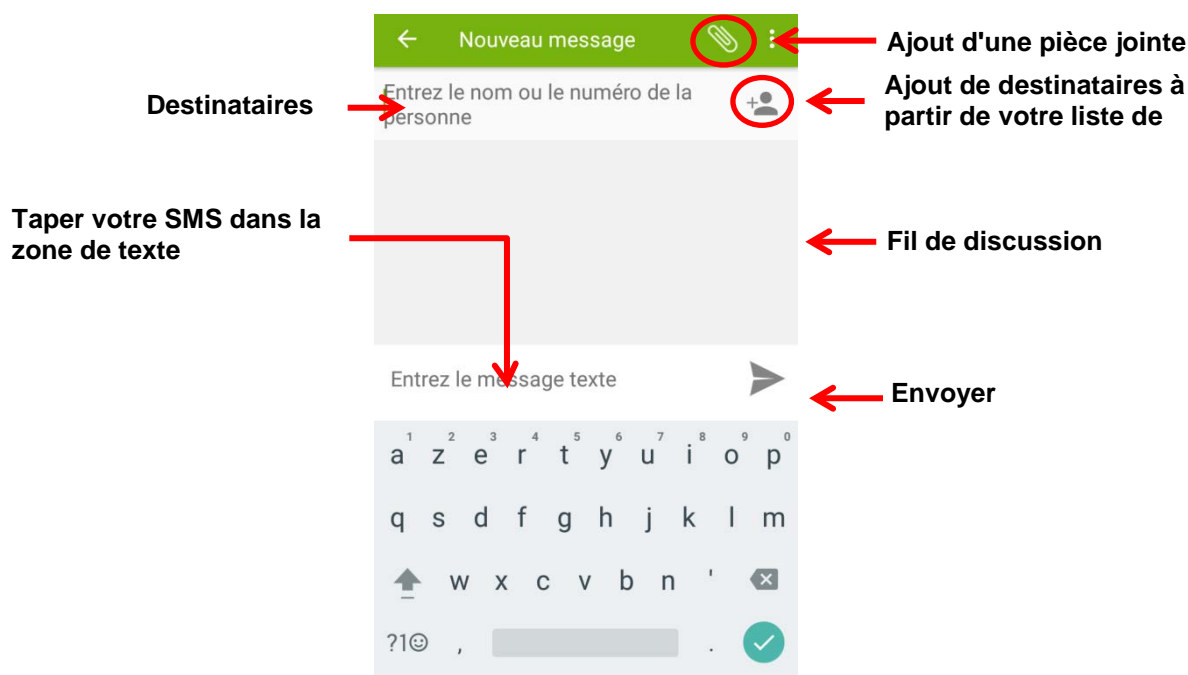 Nouveau message
Ajout d'une pièce jointe
Destinataires
Entrez le nom ou le numéro de la
personne
Ajout de destinataires à
partir de votre liste de
Taper votre SMS dans la
zone de texte
Fil de discussion
Entrez le message texte
Envoyer
1 2 3 4 5 6 7 8 9 0
a z e r t y u i o p
q s d f g h j k l m
w x c v b n '
?1☺ , .